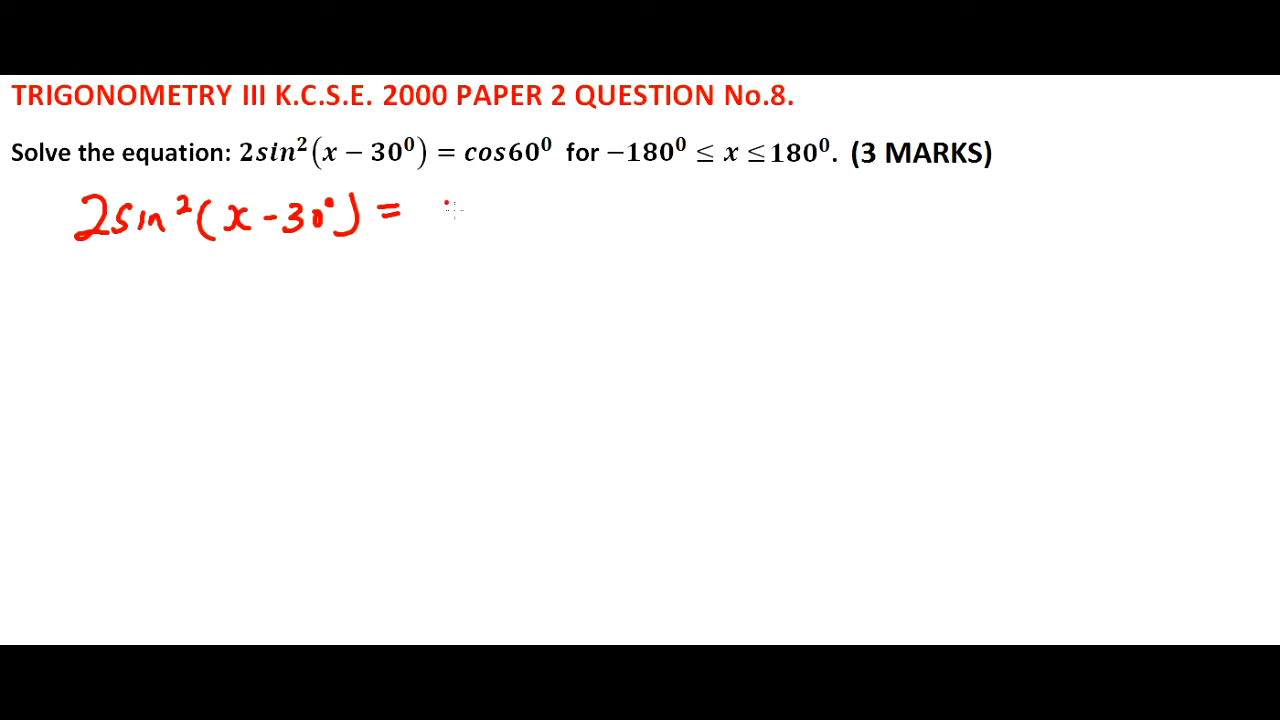 TRIGONOMETRY III K.C.S.E. 2000 PAPER 2 QUESTION No.8.
Solve the equation: 2sin²(x − 30⁰) = cos60⁰ for −180⁰ ≤ x ≤ 180⁰. (3 MARKS)
2sin²(x - 30°) =